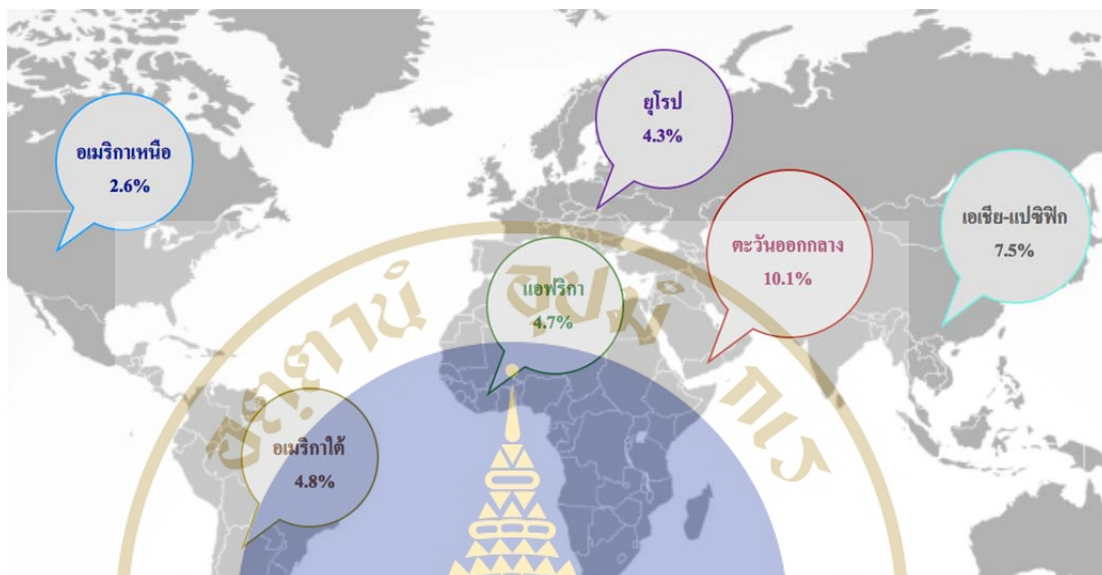 ยุโรป
4.3%
อเมริกาเหนือ
2.6%
เอเชีย-แปซิฟิก
7.5%
ตะวันออกกลาง
10.1%
แอฟริกา
4.7%
อเมริกาใต้
4.8%